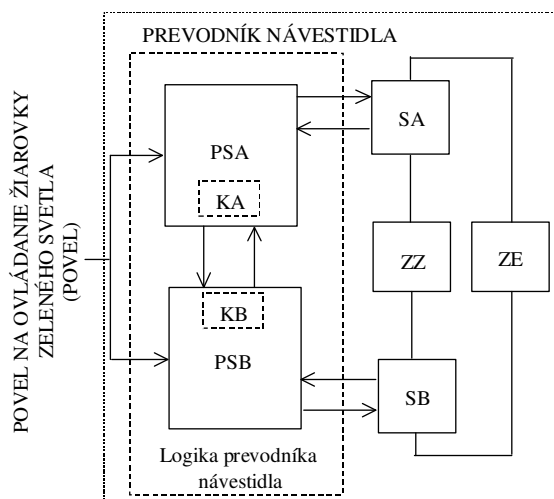 PREVODNÍK NÁVESTIDLA
POVEL NA OVLÁDANIE ŽIAROVKY
ZELENÉHO SVETLA
(POVEL)
PSA
KA
KB
PSB
SA
ZZ
ZE
SB
Logika prevodníka
návestidla